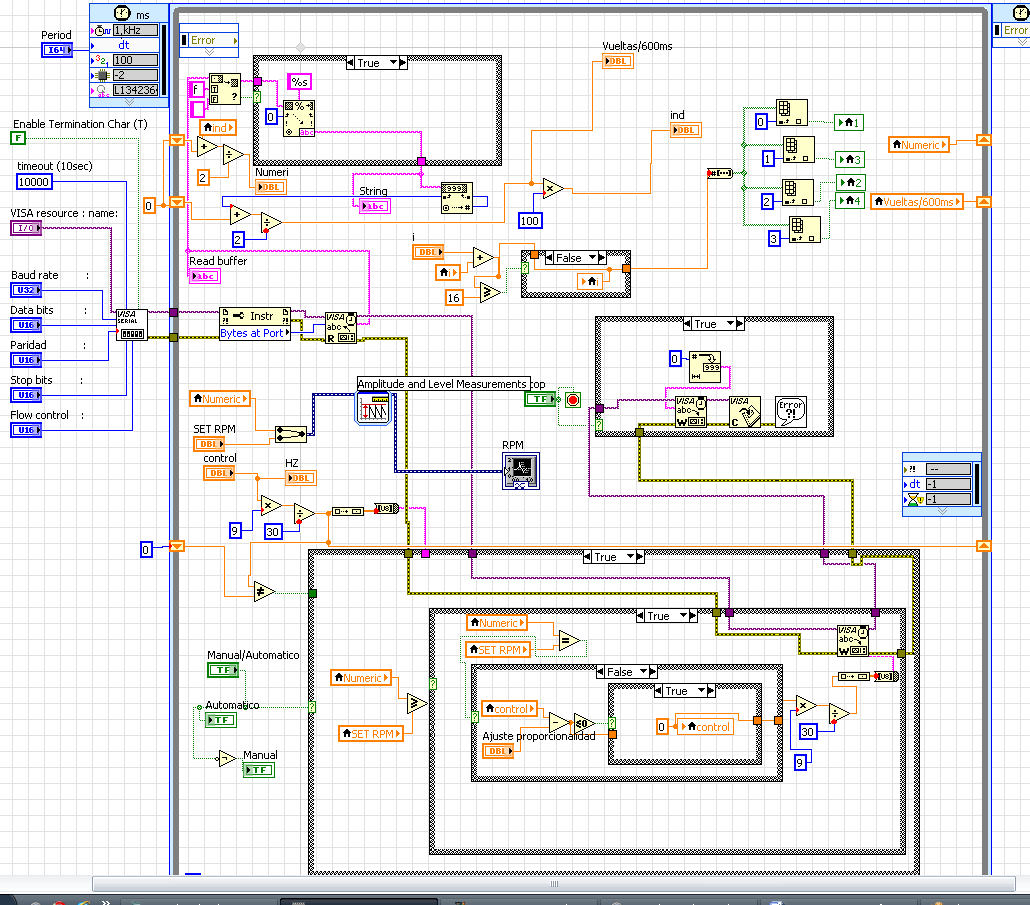 ms
1,kHz
Error
Error
Period
I64
dt
100
-2
L134236
True
Vueltas/600ms
DBL
f
%s
0
Enable Termination Char (T)
F
ind
ind
DBL
0
1
Numeric
timeout (10sec)
10000
2
Numeri
DBL
1
3
String
abc
1999
2
VISA resource : name:
I/O
0
100
2
4
Vueltas/600ms
2
i
3
DBL
False
Read buffer
abc
i
i
16
Baud rate :
U32
Data bits :
U16
VISA
SERIAL
Instr
Bytes at Port
VISA
abc
R
True
Paridad :
U16
0
999
Stop bits :
U16
Amplitude and Level Measurements
top
TF
Numeric
VISA
abc
W
VISA
C
Error
?!
Flow control :
U16
SET RPM
DBL
RPM
control
DBL
HZ
DBL
?!
--
dt
-1
-1
9
30
[U8]
0
True
True
Numeric
SET RPM
VISA
abc
W
Manual/Automatico
TF
False
Numeric
[U8]
True
control
0
control
Automatico
TF
SET RPM
Ajuste proporcionalidad
DBL
30
Manual
TF
9